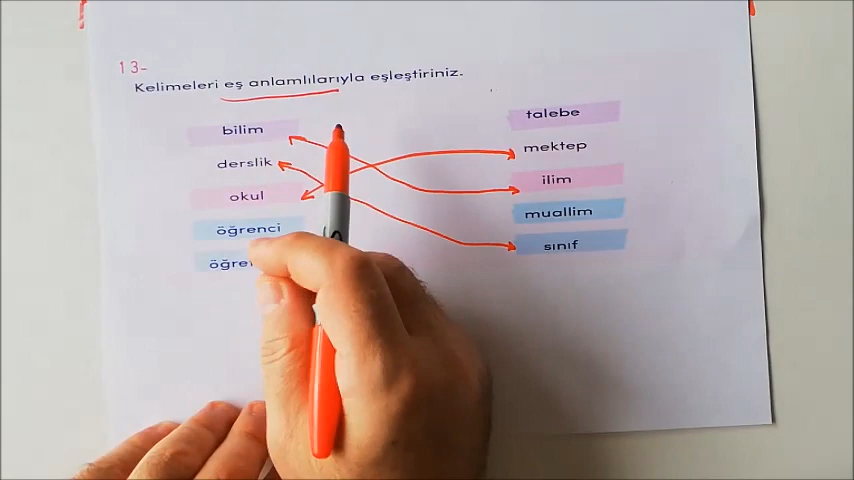 13-
Kelimeleri eş anlamlılarıyla eşleştiriniz.
bilim
derslik
okul
öğrenci
talebe
mektep
ilim
muallim
sınıf